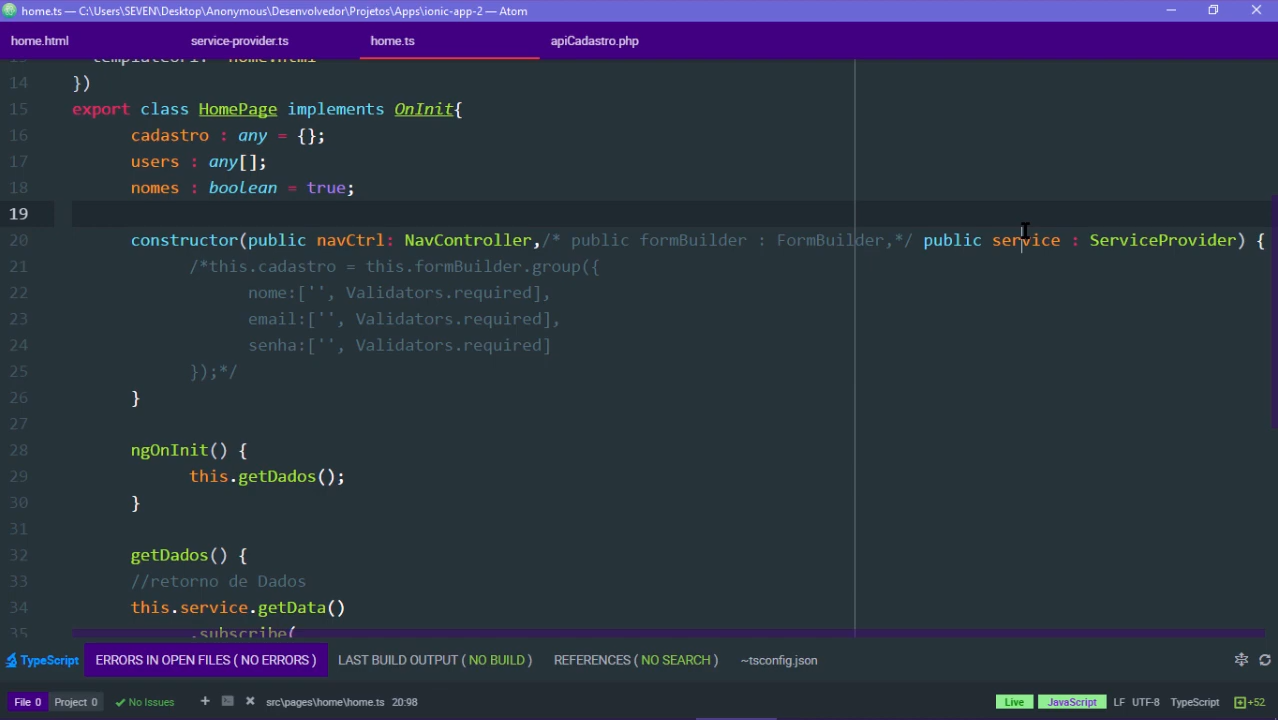 home.ts — C:\Users\SEVEN\Desktop\Anonymous\Desenvolvedor\Projetos\Apps\ionic-app-2 — Atom
home.html service-provider.ts home.ts apiCadastro.php
14 })
15 export class HomePage implements OnInit{
16 cadastro : any = {};
17 users : any[];
18 nomes : boolean = true;
19
20 constructor(public navCtrl: NavController,/* public formBuilder : FormBuilder,*/ public service : ServiceProvider) {
21 /*this.cadastro = this.formBuilder.group({
22 nome:['', Validators.required],
23 email:['', Validators.required],
24 senha:['', Validators.required]
25 });*/
26 }
27
28 ngOnInit() {
29 this.getDados();
30 }
31
32 getDados() {
33 //retorno de Dados
34 this.service.getData()
35 .subscribe(
TypeScript ERRORS IN OPEN FILES ( NO ERRORS ) LAST BUILD OUTPUT ( NO BUILD ) REFERENCES ( NO SEARCH ) ~tsconfig.json
File 0 Project 0 No Issues src\pages\home\home.ts 20:98 Live JavaScript LF UTF-8 TypeScript +52